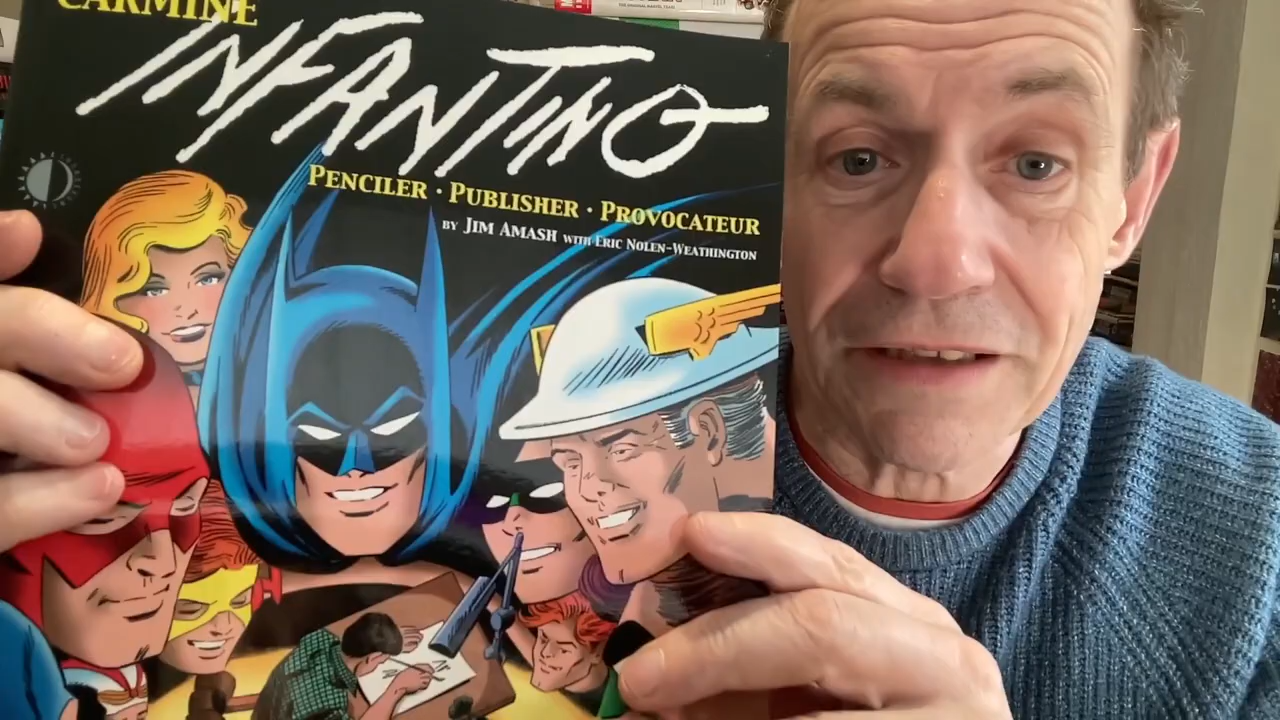 CARMINE
INFANTINO
PENCILER · PUBLISHER · PROVOCATEUR
BY JIM AMASH WITH ERIC NOLEN-WEATHINGTON